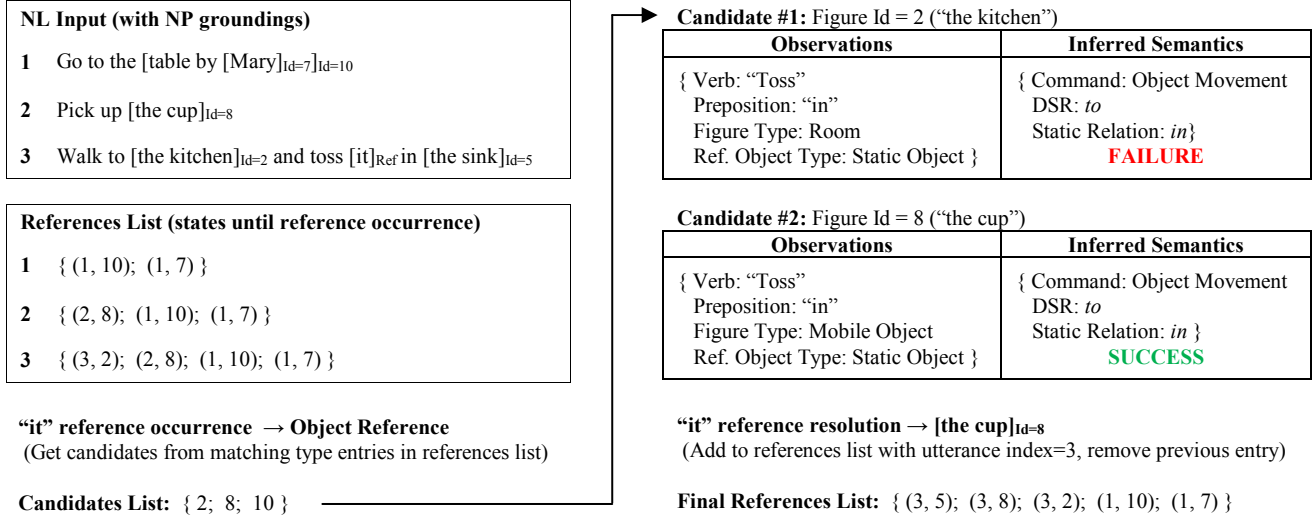 NL Input (with NP groundings)
1 Go to the [table by [Mary]Id=7]Id=10
2 Pick up [the cup]Id=8
3 Walk to [the kitchen]Id=2 and toss [it]Ref in [the sink]Id=5
References List (states until reference occurrence)
1 { (1, 10); (1, 7) }
2 { (2, 8); (1, 10); (1, 7) }
3 { (3, 2); (2, 8); (1, 10); (1, 7) }
“it” reference occurrence → Object Reference
(Get candidates from matching type entries in references list)
Candidates List: { 2; 8; 10 }
Candidate #1: Figure Id = 2 (“the kitchen”)
Observations
{ Verb: “Toss”
Preposition: “in”
Figure Type: Room
Ref. Object Type: Static Object }
Inferred Semantics
{ Command: Object Movement
DSR: to
Static Relation: in}
FAILURE
Candidate #2: Figure Id = 8 (“the cup”)
Observations
{ Verb: “Toss”
Preposition: “in”
Figure Type: Mobile Object
Ref. Object Type: Static Object }
Inferred Semantics
{ Command: Object Movement
DSR: to
Static Relation: in }
SUCCESS
“it” reference resolution → [the cup]Id=8
(Add to references list with utterance index=3, remove previous entry)
Final References List: { (3, 5); (3, 8); (3, 2); (1, 10); (1, 7) }